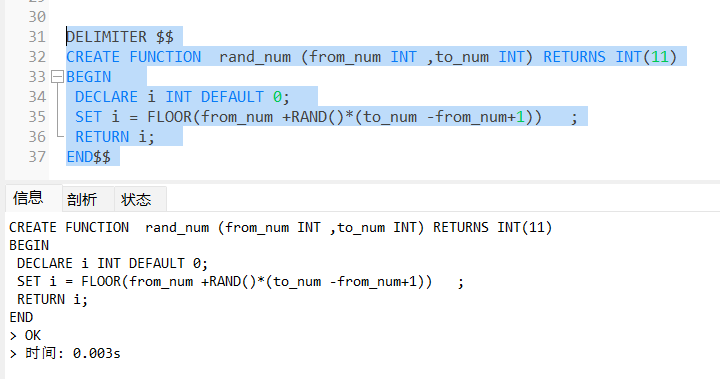 30
31 DELIMITER $$
32 CREATE FUNCTION  rand_num (from_num INT ,to_num INT) RETURNS INT(11)
33 BEGIN
34  DECLARE i INT DEFAULT 0;
35  SET i = FLOOR(from_num +RAND()*(to_num -from_num+1))   ;
36  RETURN i;
37 END$$
信息 剖析 状态
CREATE FUNCTION  rand_num (from_num INT ,to_num INT) RETURNS INT(11)
BEGIN
 DECLARE i INT DEFAULT 0;
 SET i = FLOOR(from_num +RAND()*(to_num -from_num+1))   ;
 RETURN i;
END
> OK
> 时间: 0.003s